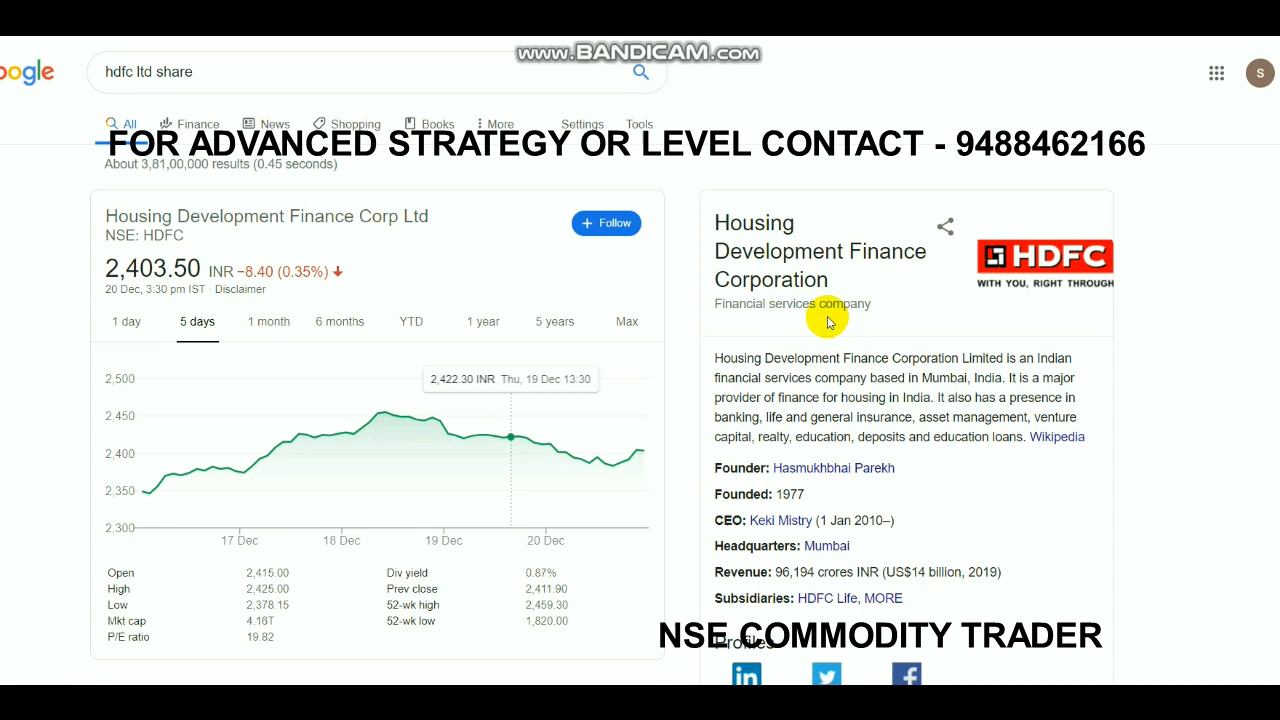 www.BANDICAM.com
oogle
hdfc ltd share
S
All Finance News Shopping Books More Settings Tools
FOR ADVANCED STRATEGY OR LEVEL CONTACT - 9488462166
About 3,81,00,000 results (0.45 seconds)
Housing Development Finance Corp Ltd
NSE: HDFC
+ Follow
2,403.50 INR −8.40 (0.35%) ↓
20 Dec, 3:30 pm IST · Disclaimer
1 day 5 days 1 month 6 months YTD 1 year 5 years Max
2,422.30 INR Thu, 19 Dec 13:30
2,500
2,450
2,400
2,350
2,300
17 Dec 18 Dec 19 Dec 20 Dec
Open 2,415.00 Div yield 0.87%
High 2,425.00 Prev close 2,411.90
Low 2,378.15 52-wk high 2,459.30
Mkt cap 4.16T 52-wk low 1,820.00
P/E ratio 19.82
Housing
Development Finance
Corporation
Financial services company
HDFC
WITH YOU, RIGHT THROUGH
Housing Development Finance Corporation Limited is an Indian
financial services company based in Mumbai, India. It is a major
provider of finance for housing in India. It also has a presence in
banking, life and general insurance, asset management, venture
capital, realty, education, deposits and education loans. Wikipedia
Founder: Hasmukhbhai Parekh
Founded: 1977
CEO: Keki Mistry (1 Jan 2010–)
Headquarters: Mumbai
Revenue: 96,194 crores INR (US$14 billion, 2019)
Subsidiaries: HDFC Life, MORE
NSE COMMODITY TRADER
Profiles
in
f